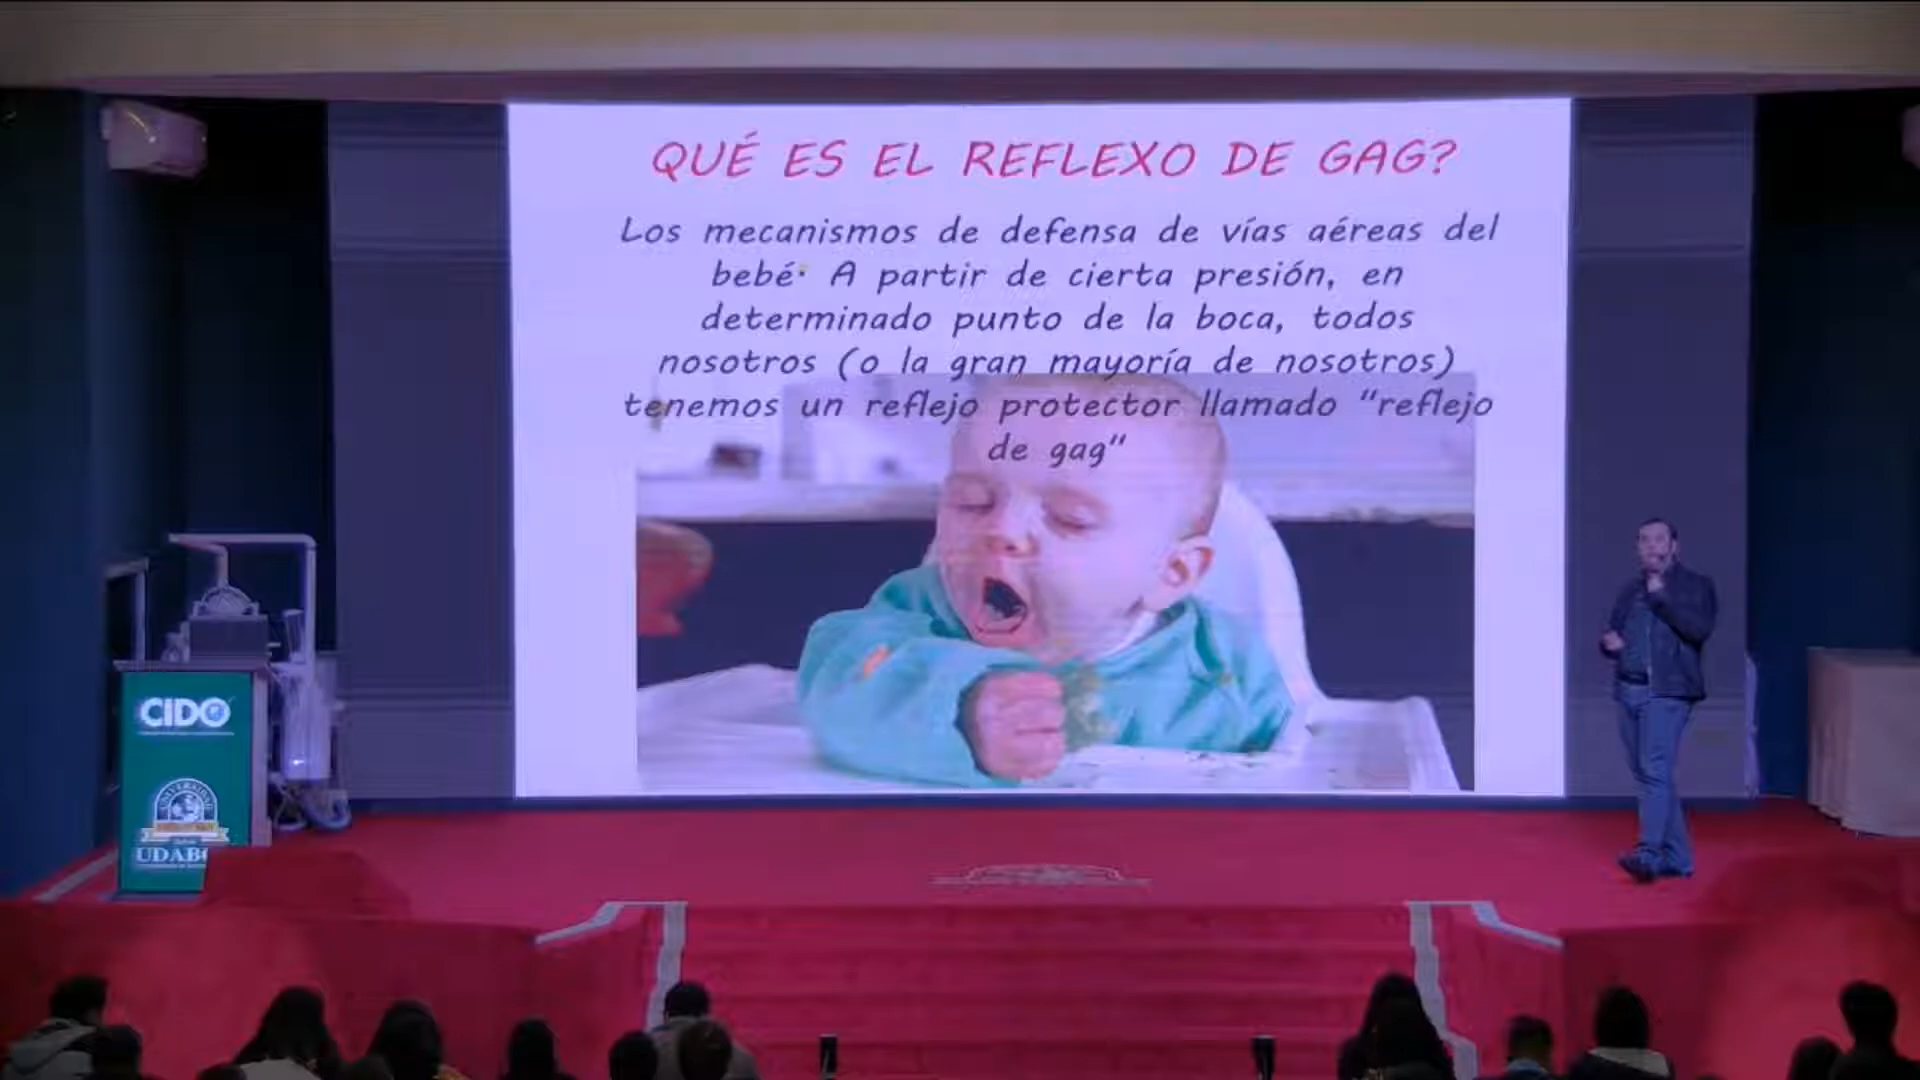 QUÉ ES EL REFLEXO DE GAG?
Los mecanismos de defensa de vías aéreas del
bebé. A partir de cierta presión, en
determinado punto de la boca, todos
nosotros (o la gran mayoría de nosotros)
tenemos un reflejo protector llamado "reflejo
de gag"
CIDO
UNIVERSIDAD
UDABO